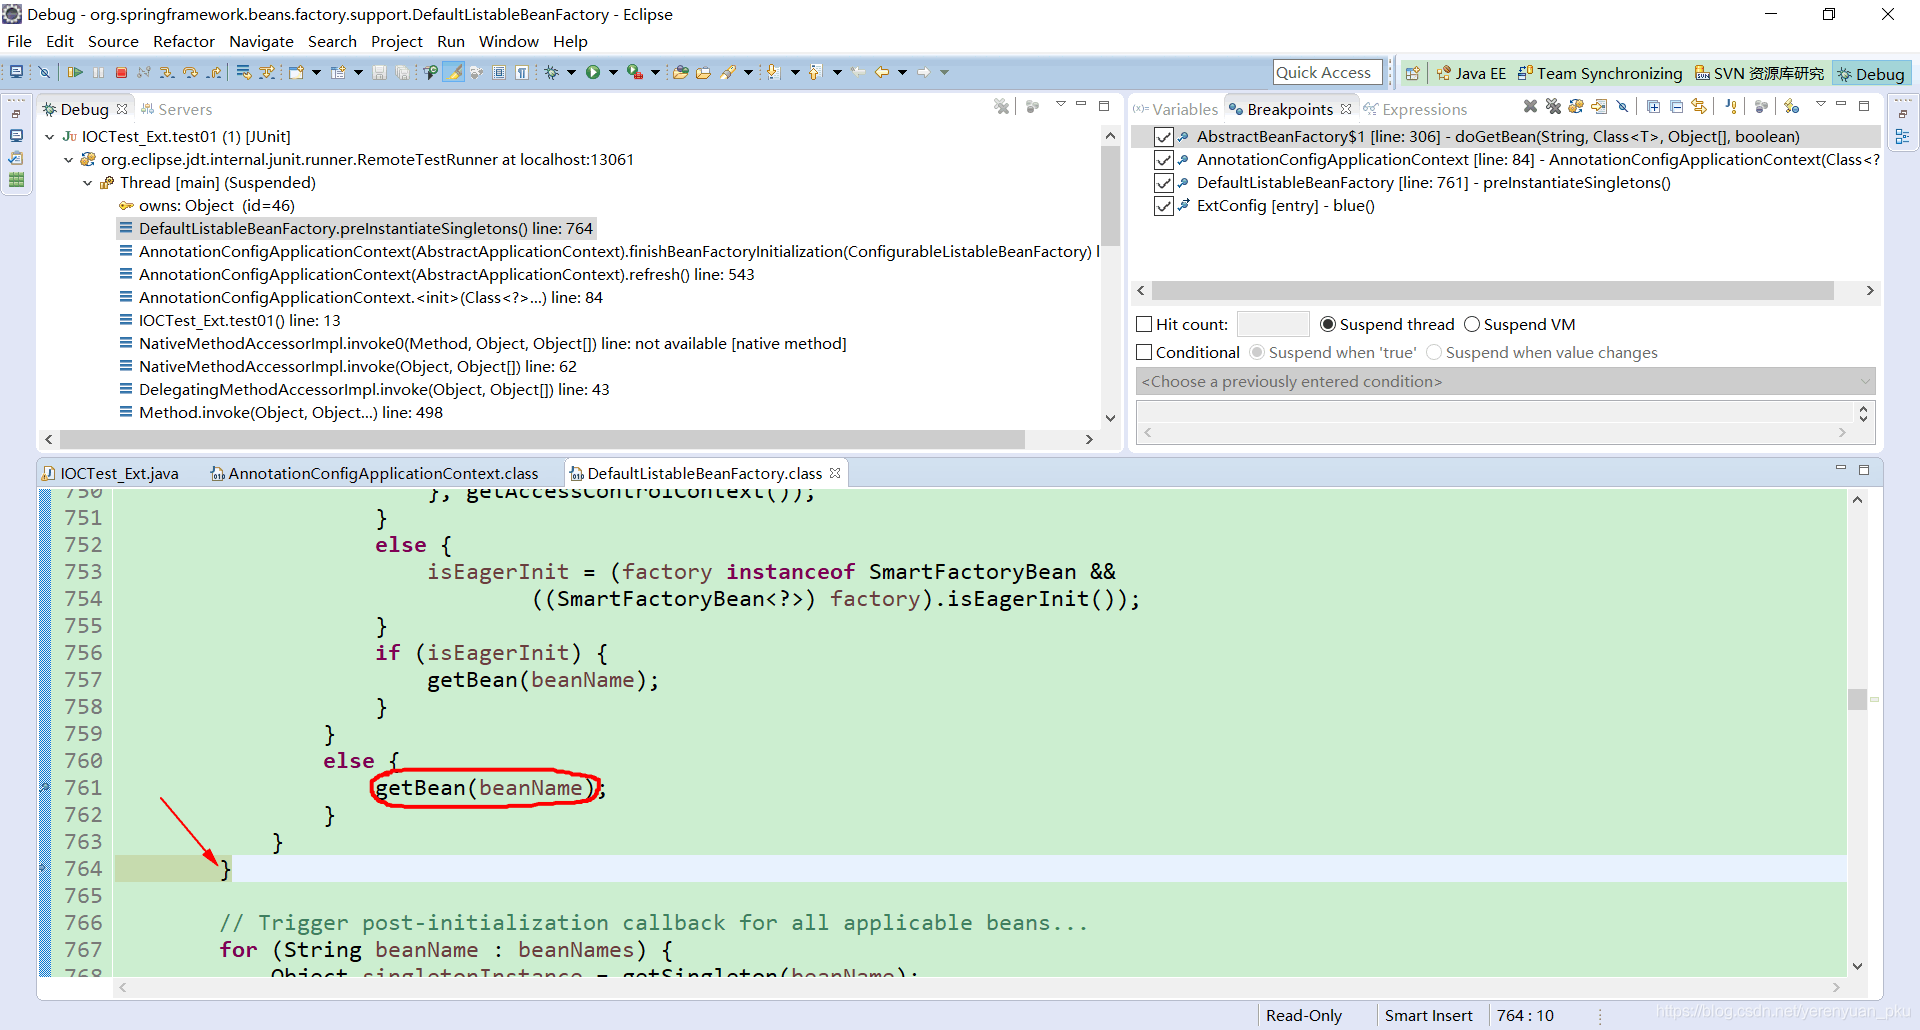 Debug - org.springframework.beans.factory.support.DefaultListableBeanFactory - Eclipse
File Edit Source Refactor Navigate Search Project Run Window Help
Quick Access
Java EE
Team Synchronizing
SVN 资源库研究
Debug
Debug
Servers
IOCTest_Ext.test01 (1) [JUnit]
org.eclipse.jdt.internal.junit.runner.RemoteTestRunner at localhost:13061
Thread [main] (Suspended)
owns: Object (id=46)
DefaultListableBeanFactory.preInstantiateSingletons() line: 764
AnnotationConfigApplicationContext(AbstractApplicationContext).finishBeanFactoryInitialization(ConfigurableListableBeanFactory) l
AnnotationConfigApplicationContext(AbstractApplicationContext).refresh() line: 543
AnnotationConfigApplicationContext.<init>(Class<?>...) line: 84
IOCTest_Ext.test01() line: 13
NativeMethodAccessorImpl.invoke0(Method, Object, Object[]) line: not available [native method]
NativeMethodAccessorImpl.invoke(Object, Object[]) line: 62
DelegatingMethodAccessorImpl.invoke(Object, Object[]) line: 43
Method.invoke(Object, Object...) line: 498
(x)= Variables
Breakpoints
Expressions
AbstractBeanFactory$1 [line: 306] - doGetBean(String, Class<T>, Object[], boolean)
AnnotationConfigApplicationContext [line: 84] - AnnotationConfigApplicationContext(Class<?
DefaultListableBeanFactory [line: 761] - preInstantiateSingletons()
ExtConfig [entry] - blue()
Hit count:
Suspend thread
Suspend VM
Conditional
Suspend when 'true'
Suspend when value changes
<Choose a previously entered condition>
IOCTest_Ext.java
AnnotationConfigApplicationContext.class
DefaultListableBeanFactory.class
750 }, getAccessControlContext());
751 }
752 else {
753 isEagerInit = (factory instanceof SmartFactoryBean &&
754 ((SmartFactoryBean<?>) factory).isEagerInit());
755 }
756 if (isEagerInit) {
757 getBean(beanName);
758 }
759 }
760 else {
761 getBean(beanName);
762 }
763 }
764 }
765
766 // Trigger post-initialization callback for all applicable beans...
767 for (String beanName : beanNames) {
768 Object singletonInstance = getSingleton(beanName);
Read-Only
Smart Insert
764 : 10
https://blog.csdn.net/yerenyuan_pku